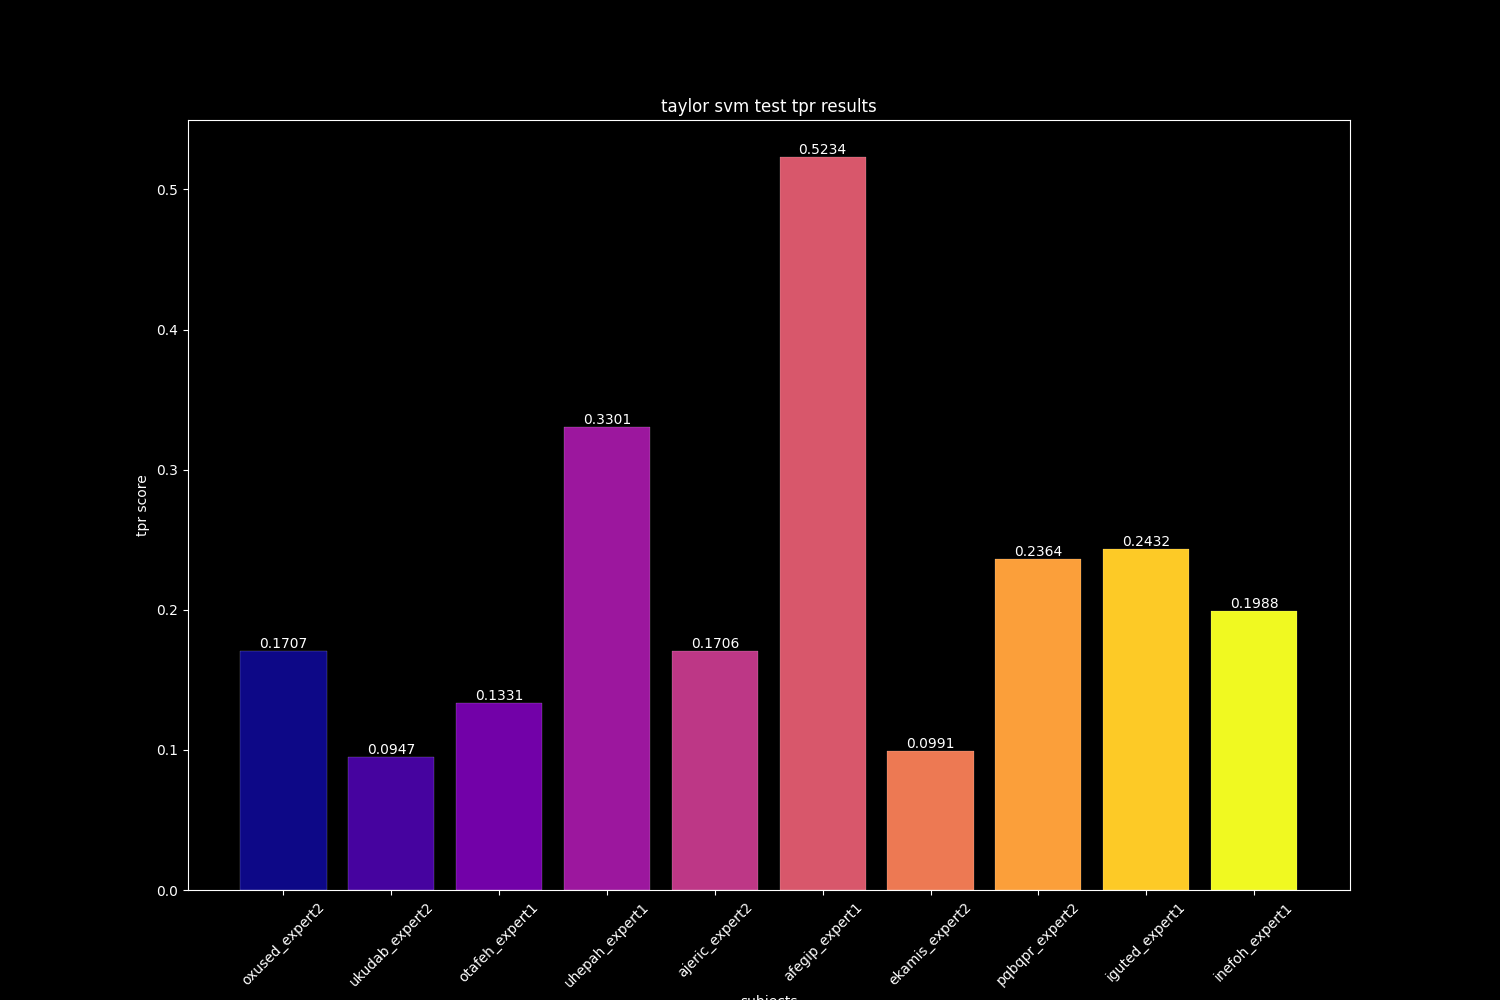 taylor svm test tpr results
0.5234
0.5
0.4
0.3301
0.3
tpr score
0.2364
0.2432
0.2
0.1988
0.1707
0.1706
0.1331
0.1
0.0947
0.0991
0.0
oxused_expert2
ukudab_expert2
otafeh_expert1
uhepah_expert1
ajeric_expert2
afegip_expert1
ekamis_expert2
pqbqpr_expert2
iguted_expert1
inefoh_expert1
subjects